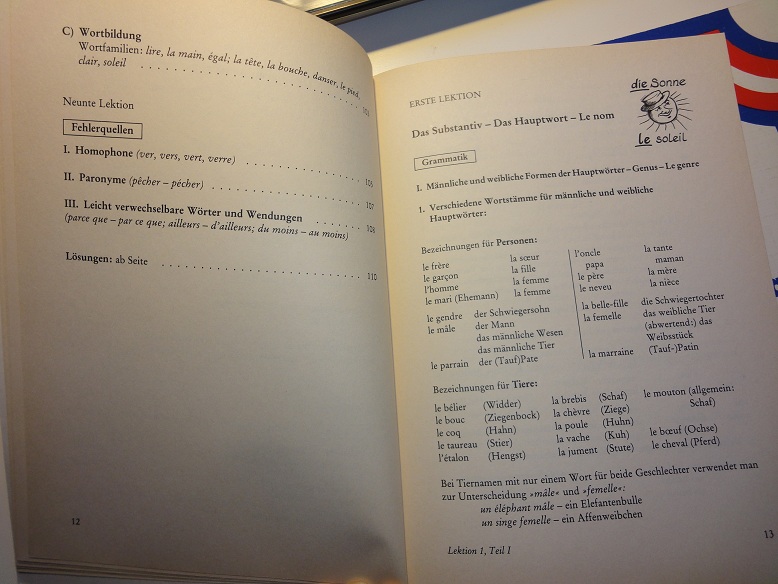 C) Wortbildung
Wortfamilien: lire, la main, égal; la tête, la bouche, danser, le pied,
clair, soleil . . . . . . . . . . . . . . . . . . . . . . . . . . . . 103
Neunte Lektion
Fehlerquellen
I. Homophone (ver, vers, vert, verre) . . . . . . . . . . . . . . . 105
II. Paronyme (pêcher – pécher) . . . . . . . . . . . . . . . . . . . 107
III. Leicht verwechselbare Wörter und Wendungen . . . . . . . 109
(parce que – par ce que; ailleurs – d'ailleurs; du moins – au moins)
Lösungen: ab Seite . . . . . . . . . . . . . . . . . . . . . . . . . 110
12
ERSTE LEKTION
die Sonne
le soleil
Das Substantiv – Das Hauptwort – Le nom
Grammatik
I. Männliche und weibliche Formen der Hauptwörter – Genus – Le genre
1. Verschiedene Wortstämme für männliche und weibliche
Hauptwörter:
Bezeichnungen für Personen:
le frère la sœur l'oncle la tante
le garçon la fille papa maman
l'homme la femme le père la mère
le mari (Ehemann) la femme le neveu la nièce
le gendre der Schwiegersohn la belle-fille die Schwiegertochter
le mâle der Mann la femelle das weibliche Tier
das männliche Wesen (abwertend:) das
das männliche Tier Weibsstück
le parrain der (Tauf)Pate la marraine (Tauf-)Patin
Bezeichnungen für Tiere:
le bélier (Widder) la brebis (Schaf) le mouton (allgemein:
le bouc (Ziegenbock) la chèvre (Ziege) Schaf)
le coq (Hahn) la poule (Huhn)
le taureau (Stier) la vache (Kuh) le bœuf (Ochse)
l'étalon (Hengst) la jument (Stute) le cheval (Pferd)
Bei Tiernamen mit nur einem Wort für beide Geschlechter verwendet man
zur Unterscheidung »mâle« und »femelle«:
un éléphant mâle – ein Elefantenbulle
un singe femelle – ein Affenweibchen
Lektion 1, Teil I
13